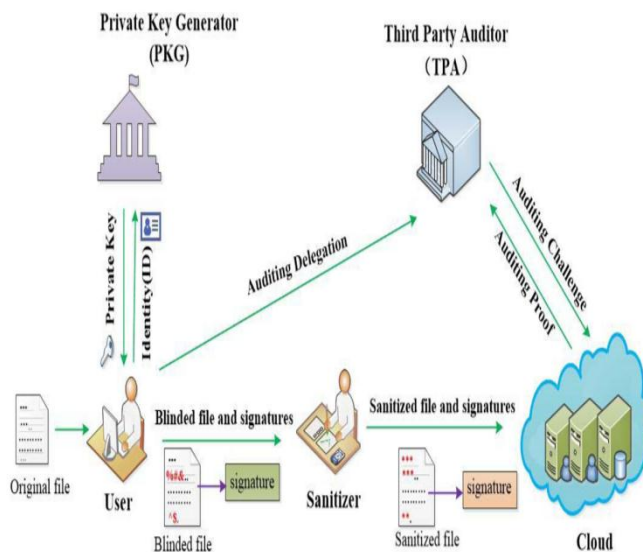 Private Key Generator
(PKG)
Third Party Auditor
(TPA)
Private Key
Identity(ID)
Auditing Delegation
Auditing Challenge
Auditing Proof
Original file
User
Blinded file and signatures
%#&..
^$.
signature
Blinded file
Sanitizer
Sanitized file and signatures
***
***
**.
signature
Sanitized file
Cloud